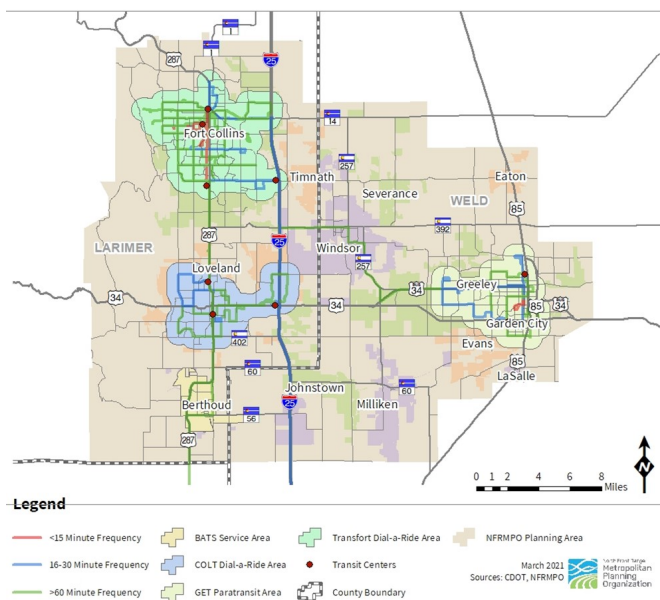 287
25
14
Fort Collins
257
Timnath
Eaton
Severance
WELD
85
392
287
LARIMER
25
Windsor
Loveland
257
34
34
34
Greeley
85
34
Garden City
402
Evans
60
85
LaSalle
Johnstown
60
25
Milliken
Berthoud
56
287
N
0 1 2 4 6 8
Miles
Legend
<15 Minute Frequency
BATS Service Area
Transfort Dial-a-Ride Area
NFRMPO Planning Area
16-30 Minute Frequency
COLT Dial-a-Ride Area
Transit Centers
March 2021
Sources: CDOT, NFRMPO
>60 Minute Frequency
GET Paratransit Area
County Boundary
North Front Range
Metropolitan
Planning
Organization